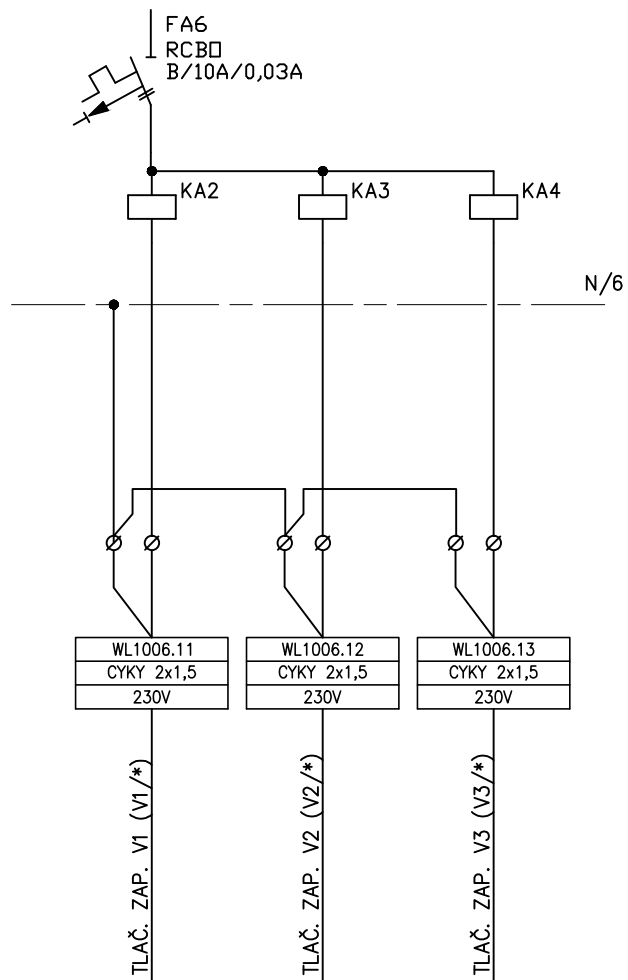 FA6
RCBO
B/10A/0,03A
KA2
KA3
KA4
N/6
WL1006.11
CYKY 2x1,5
230V
WL1006.12
CYKY 2x1,5
230V
WL1006.13
CYKY 2x1,5
230V
TLAČ. ZAP. V1 (V1/*)
TLAČ. ZAP. V2 (V2/*)
TLAČ. ZAP. V3 (V3/*)